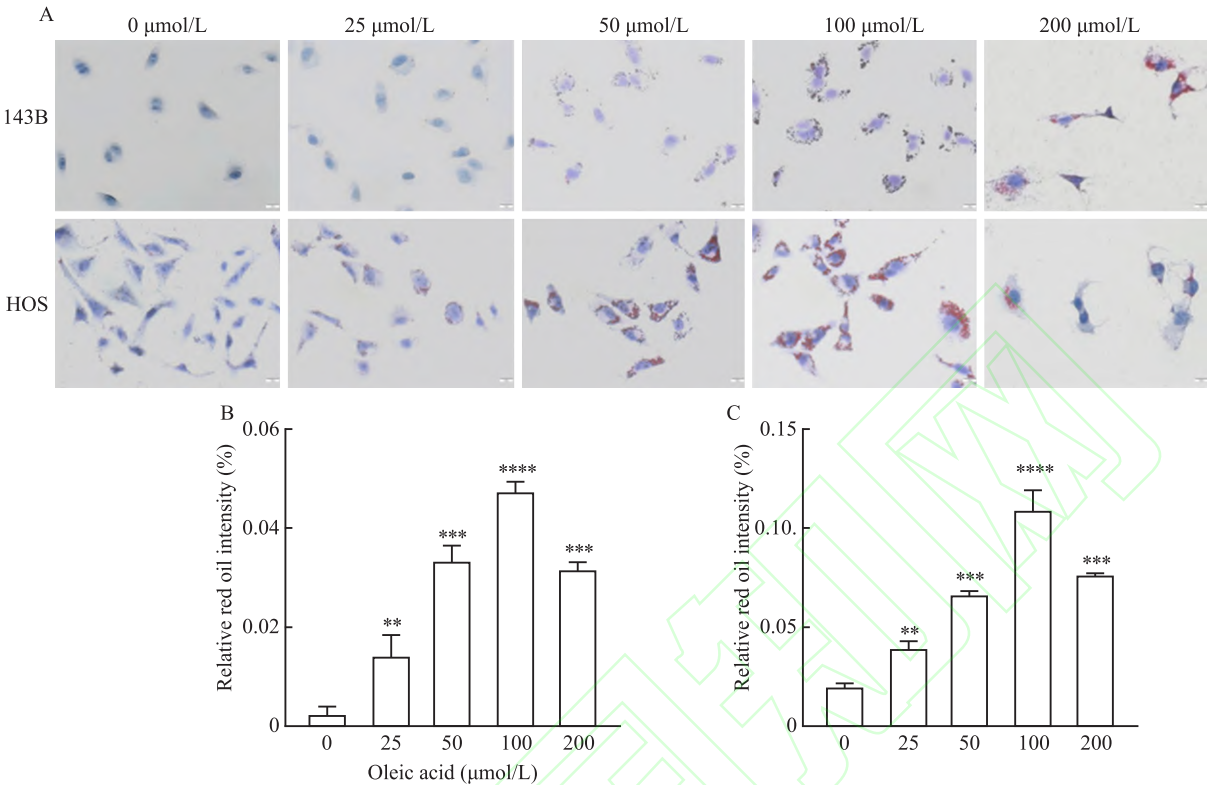 A
0 μmol/L 25 μmol/L 50 μmol/L 100 μmol/L 200 μmol/L
143B
HOS
B
Relative red oil intensity (%)
0.06
0.04
0.02
0
**
***
****
***
0 25 50 100 200
Oleic acid (μmol/L)
C
Relative red oil intensity (%)
0.15
0.10
0.05
0
**
***
****
***
0 25 50 100 200